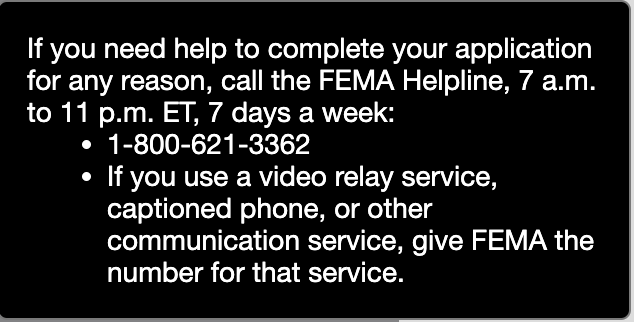 If you need help to complete your application
for any reason, call the FEMA Helpline, 7 a.m.
to 11 p.m. ET, 7 days a week:
• 1-800-621-3362
• If you use a video relay service,
captioned phone, or other
communication service, give FEMA the
number for that service.